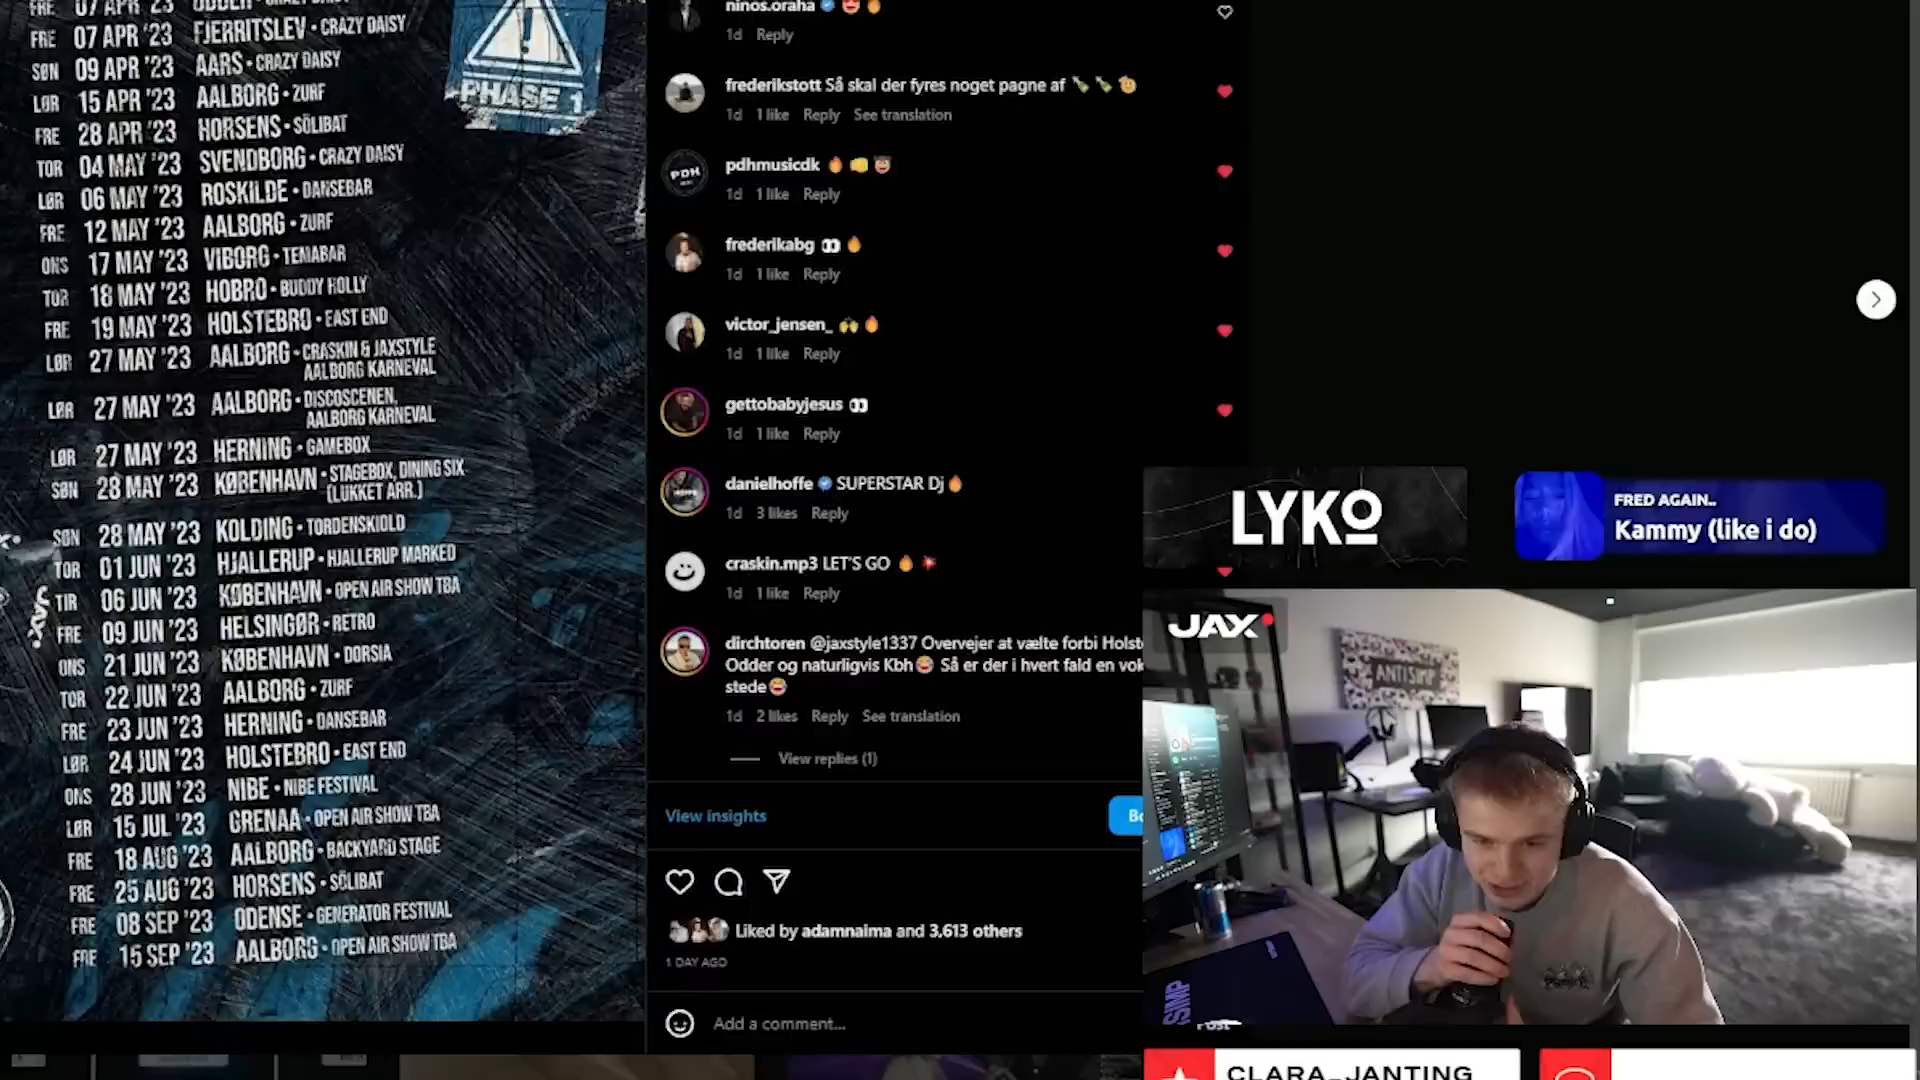 FRE 07 APR '23 ODDER • CRAZY DAISY
FRE 07 APR '23 FJERRITSLEV • CRAZY DAISY
SØN 09 APR '23 AARS • CRAZY DAISY
LØR 15 APR '23 AALBORG • ZURF
FRE 28 APR '23 HORSENS • SÖLIBAT
TOR 04 MAY '23 SVENDBORG • CRAZY DAISY
LØR 06 MAY '23 ROSKILDE • DANSEBAR
FRE 12 MAY '23 AALBORG • ZURF
ONS 17 MAY '23 VIBORG • TEMABAR
TOR 18 MAY '23 HOBRO • BUDDY HOLLY
FRE 19 MAY '23 HOLSTEBRO • EAST END
LØR 27 MAY '23 AALBORG • CRASKIN & JAXSTYLE
AALBORG KARNEVAL
LØR 27 MAY '23 AALBORG • DISCOSCENEN,
AALBORG KARNEVAL
LØR 27 MAY '23 HERNING • GAMEBOX
SØN 28 MAY '23 KØBENHAVN • STAGEBOX, DINING SIX
(LUKKET ARR.)
SØN 28 MAY '23 KOLDING • TORDENSKIOLD
TOR 01 JUN '23 HJALLERUP • HJALLERUP MARKED
TIR 06 JUN '23 KØBENHAVN • OPEN AIR SHOW TBA
FRE 09 JUN '23 HELSINGØR • RETRO
ONS 21 JUN '23 KØBENHAVN • DORSIA
TOR 22 JUN '23 AALBORG • ZURF
FRE 23 JUN '23 HERNING • DANSEBAR
LØR 24 JUN '23 HOLSTEBRO • EAST END
ONS 28 JUN '23 NIBE • NIBE FESTIVAL
LØR 15 JUL '23 GRENAA • OPEN AIR SHOW TBA
FRE 18 AUG '23 AALBORG • BACKYARD STAGE
FRE 25 AUG '23 HORSENS • SÖLIBAT
FRE 08 SEP '23 ODENSE • GENERATOR FESTIVAL
FRE 15 SEP '23 AALBORG • OPEN AIR SHOW TBA
PHASE 1
JAX
ninos.oraha 😍 🔥
1d Reply
frederikstott Så skal der fyres noget pagne af 🍾 🍾 🫡
1d 1 like Reply See translation
pdhmusicdk 🔥 👊 😈
PDH
1d 1 like Reply
frederikabg 👀 🔥
1d 1 like Reply
victor_jensen_ 🙌 🔥
1d 1 like Reply
gettobabyjesus 👀
1d 1 like Reply
danielhoffe SUPERSTAR Dj 🔥
1d 3 likes Reply
craskin.mp3 LET'S GO 🔥 💥
1d 1 like Reply
dirchtoren @jaxstyle1337 Overvejer at vælte forbi Holst
Odder og naturligvis Kbh😂 Så er der i hvert fald en vok
stede😂
1d 2 likes Reply See translation
View replies (1)
View insights
Bo
Liked by adamnaima and 3,613 others
1 DAY AGO
Add a comment...
LYKO
FRED AGAIN..
Kammy (like i do)
JAX
ANTISIMP
SIMP
Post
CLARA_JANTING